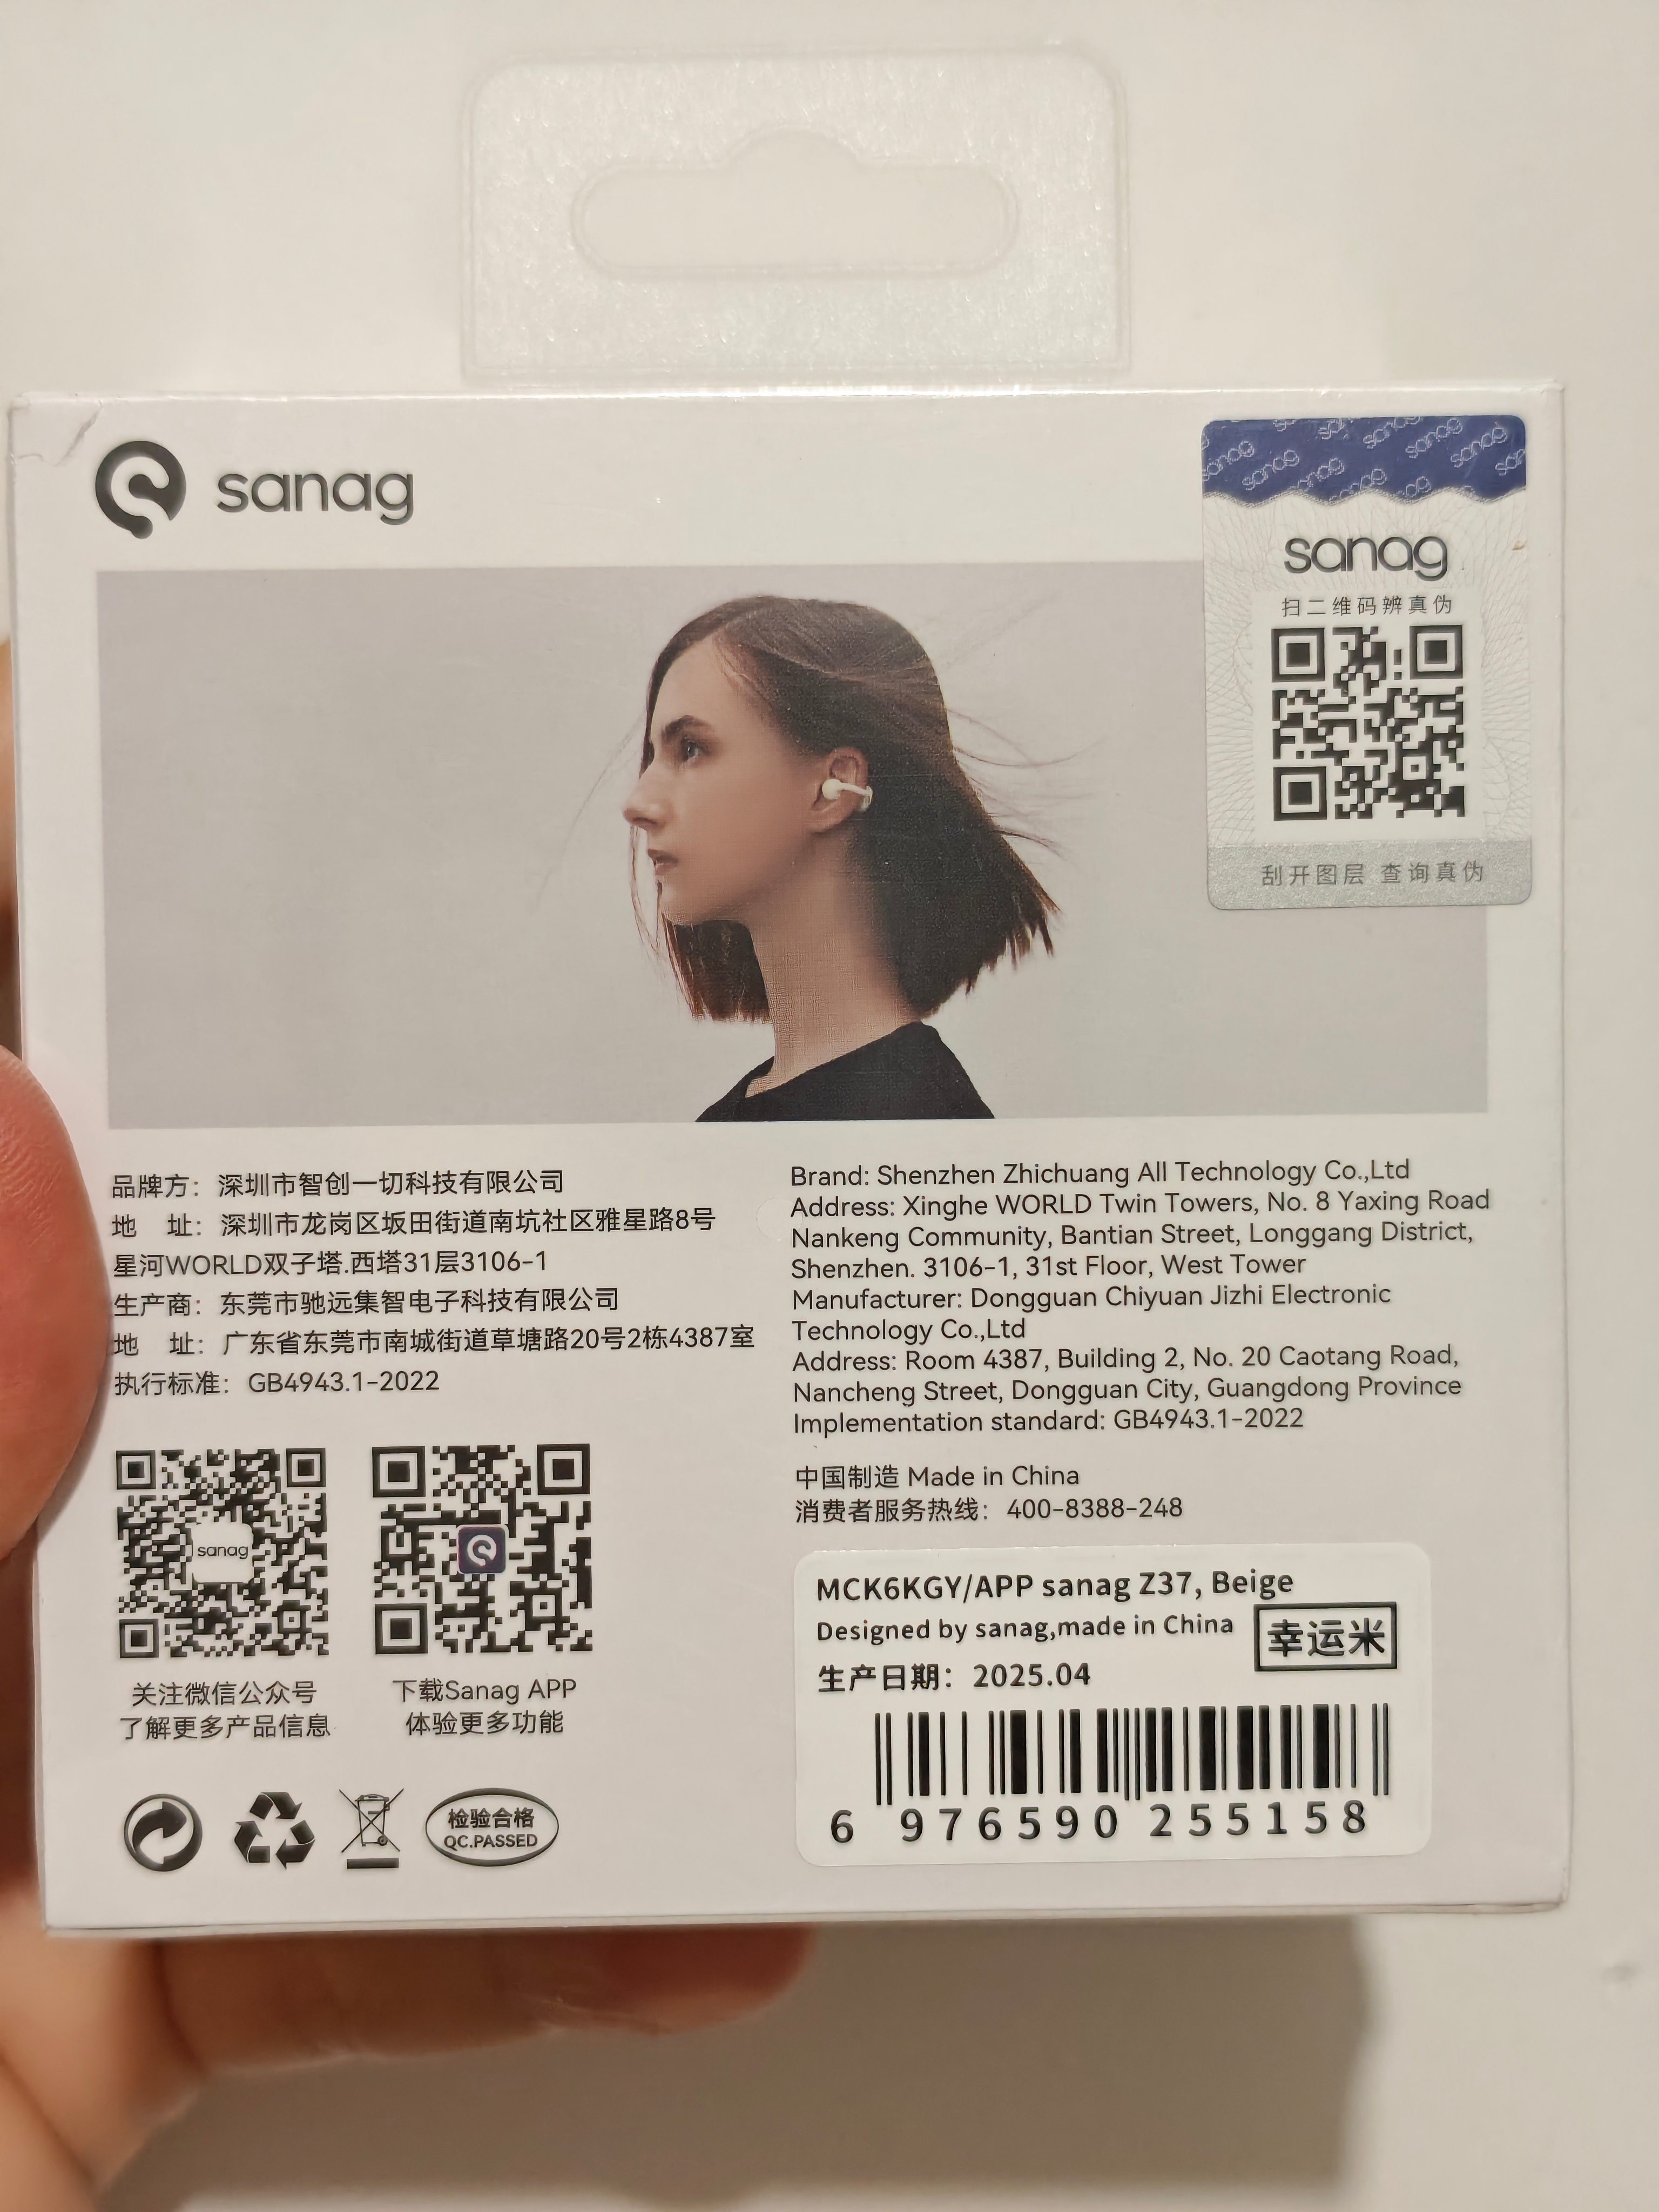 sanag
sanag
扫二维码辨真伪
刮开图层 查询真伪
品牌方：深圳市智创一切科技有限公司
地 址：深圳市龙岗区坂田街道南坑社区雅星路8号
星河WORLD双子塔.西塔31层3106-1
生产商：东莞市驰远集智电子科技有限公司
地 址：广东省东莞市南城街道草塘路20号2栋4387室
执行标准：GB4943.1-2022
Brand: Shenzhen Zhichuang All Technology Co.,Ltd
Address: Xinghe WORLD Twin Towers, No. 8 Yaxing Road
Nankeng Community, Bantian Street, Longgang District,
Shenzhen. 3106-1, 31st Floor, West Tower
Manufacturer: Dongguan Chiyuan Jizhi Electronic
Technology Co.,Ltd
Address: Room 4387, Building 2, No. 20 Caotang Road,
Nancheng Street, Dongguan City, Guangdong Province
Implementation standard: GB4943.1-2022
中国制造 Made in China
消费者服务热线：400-8388-248
sanag
关注微信公众号
了解更多产品信息
下载Sanag APP
体验更多功能
检验合格
QC.PASSED
MCK6KGY/APP sanag Z37, Beige
Designed by sanag,made in China
幸运米
生产日期：2025.04
6 976590 255158